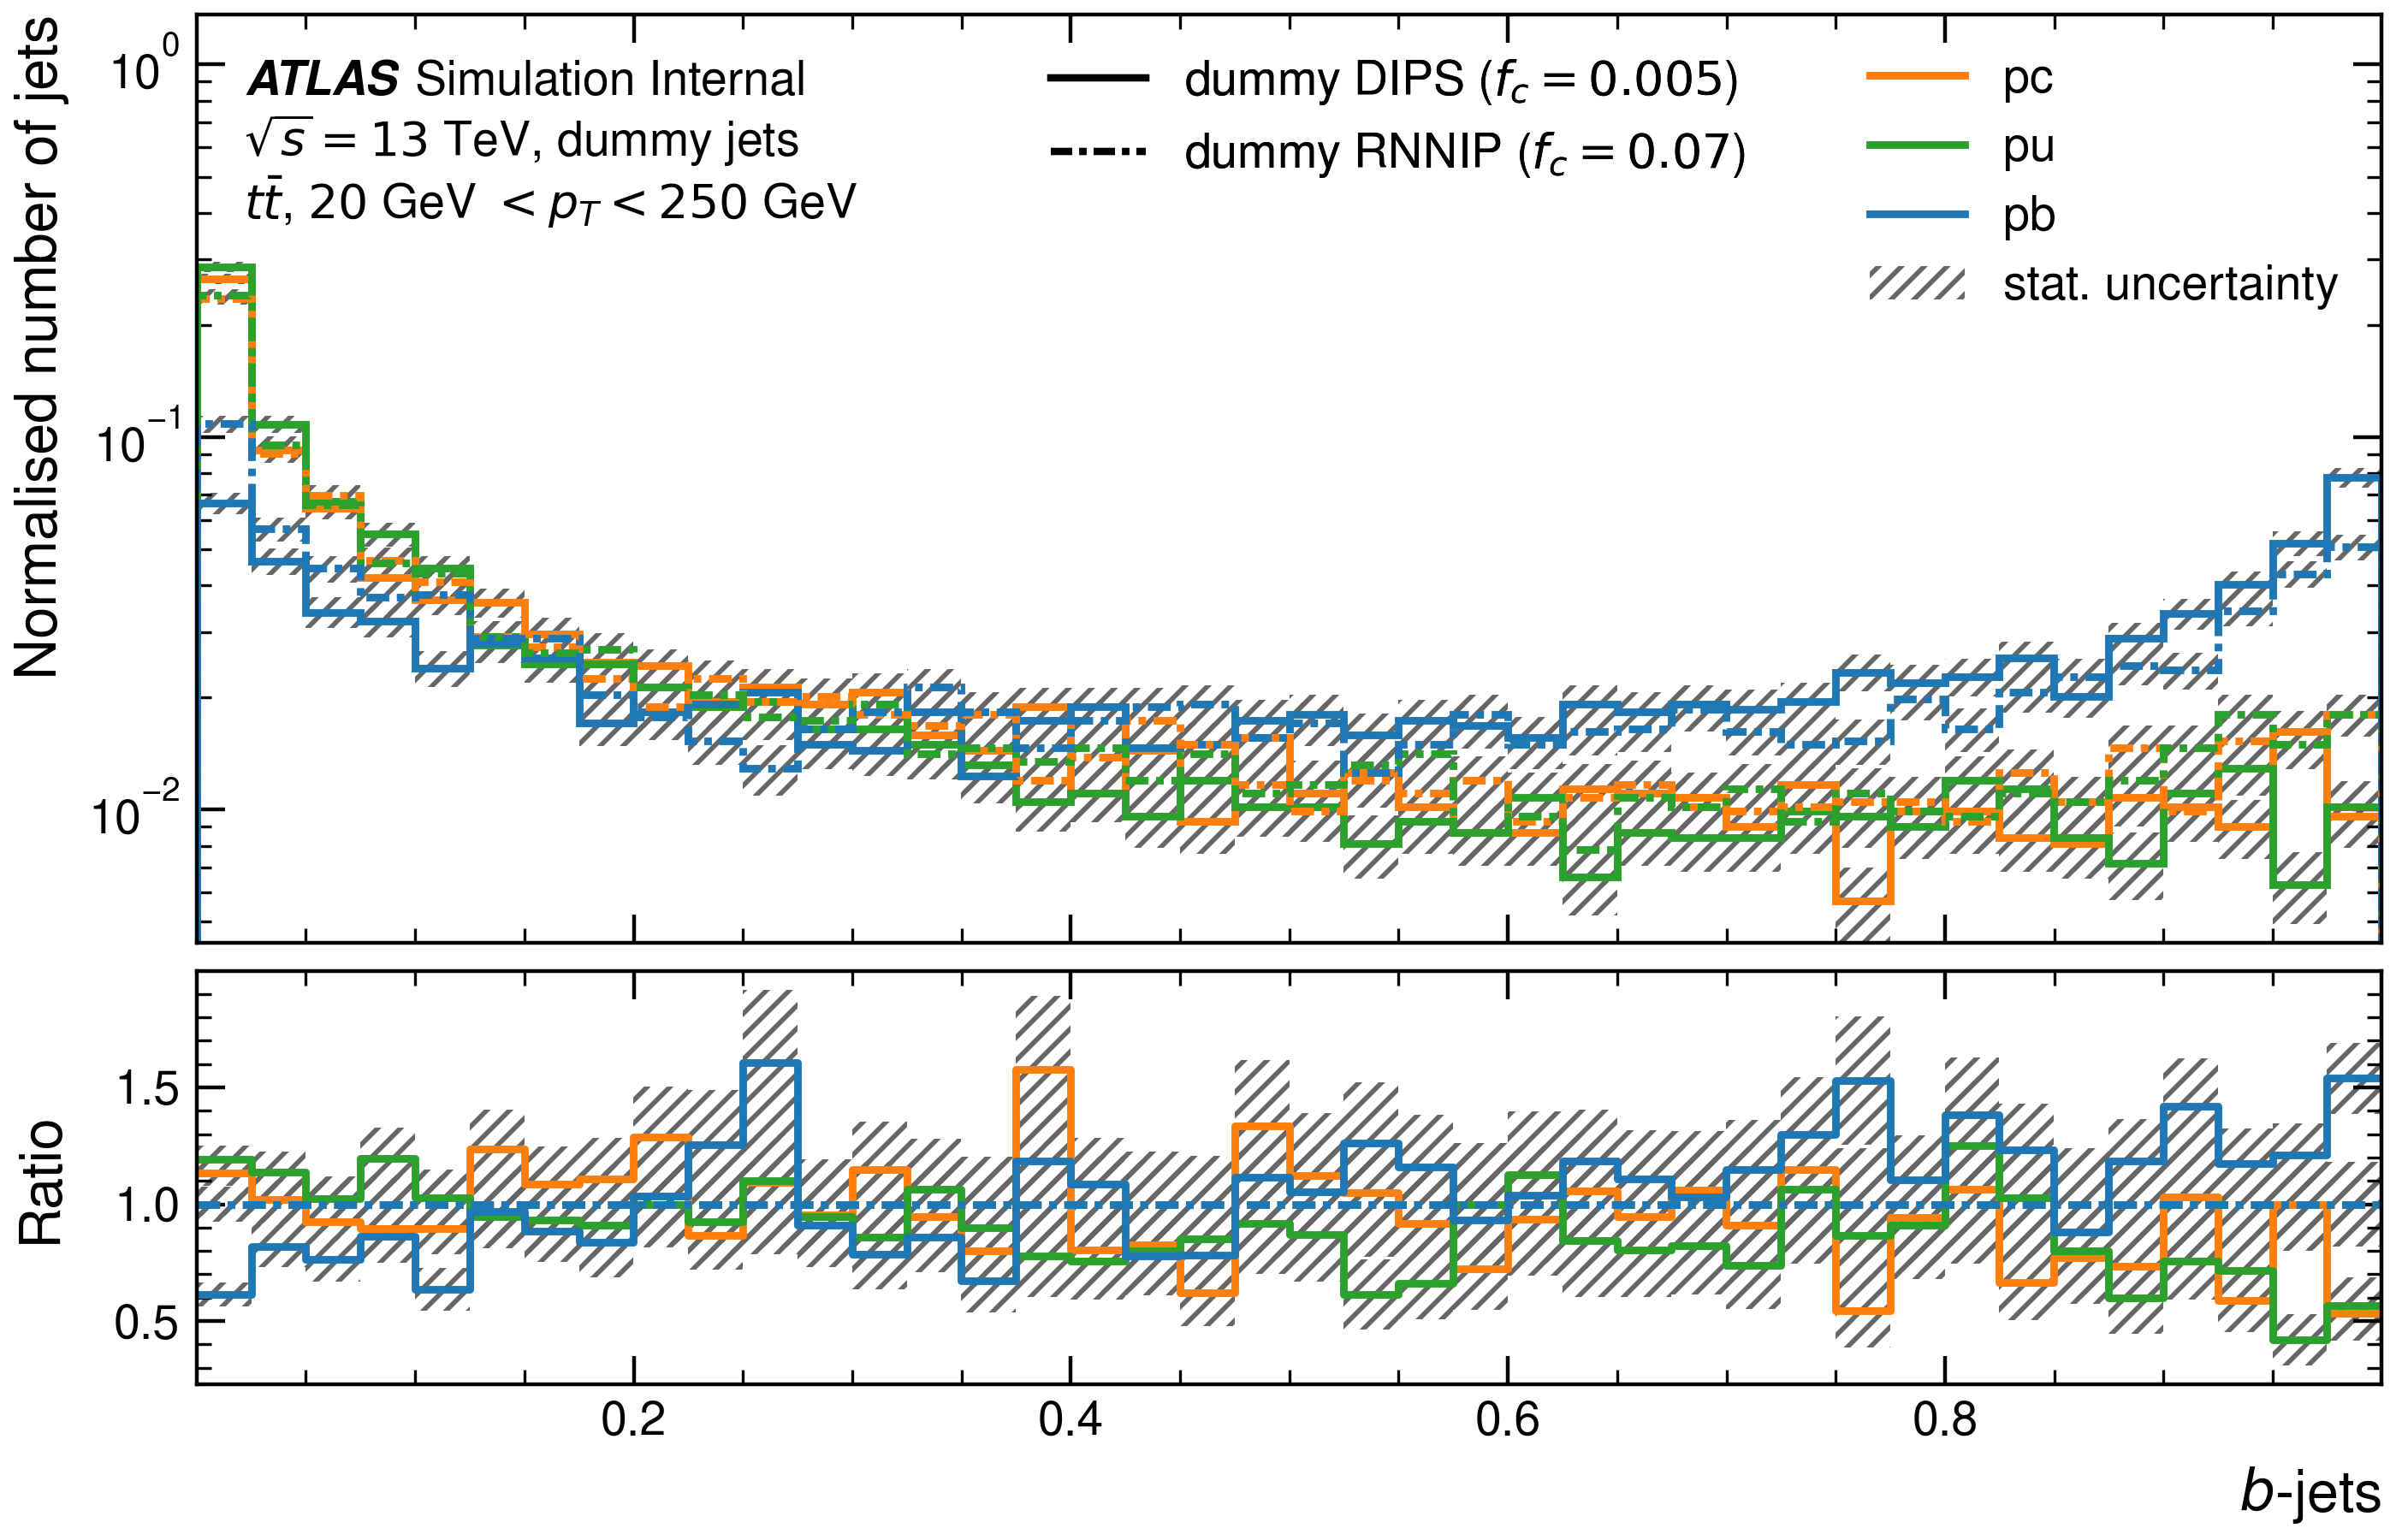 Normalised number of jets
10⁰
10⁻¹
10⁻²
ATLAS Simulation Internal
√s = 13 TeV, dummy jets
tt̄, 20 GeV < p_T < 250 GeV
dummy DIPS (f_c = 0.005)
dummy RNNIP (f_c = 0.07)
pc
pu
pb
stat. uncertainty
Ratio
1.5
1.0
0.5
0.2 0.4 0.6 0.8
b-jets